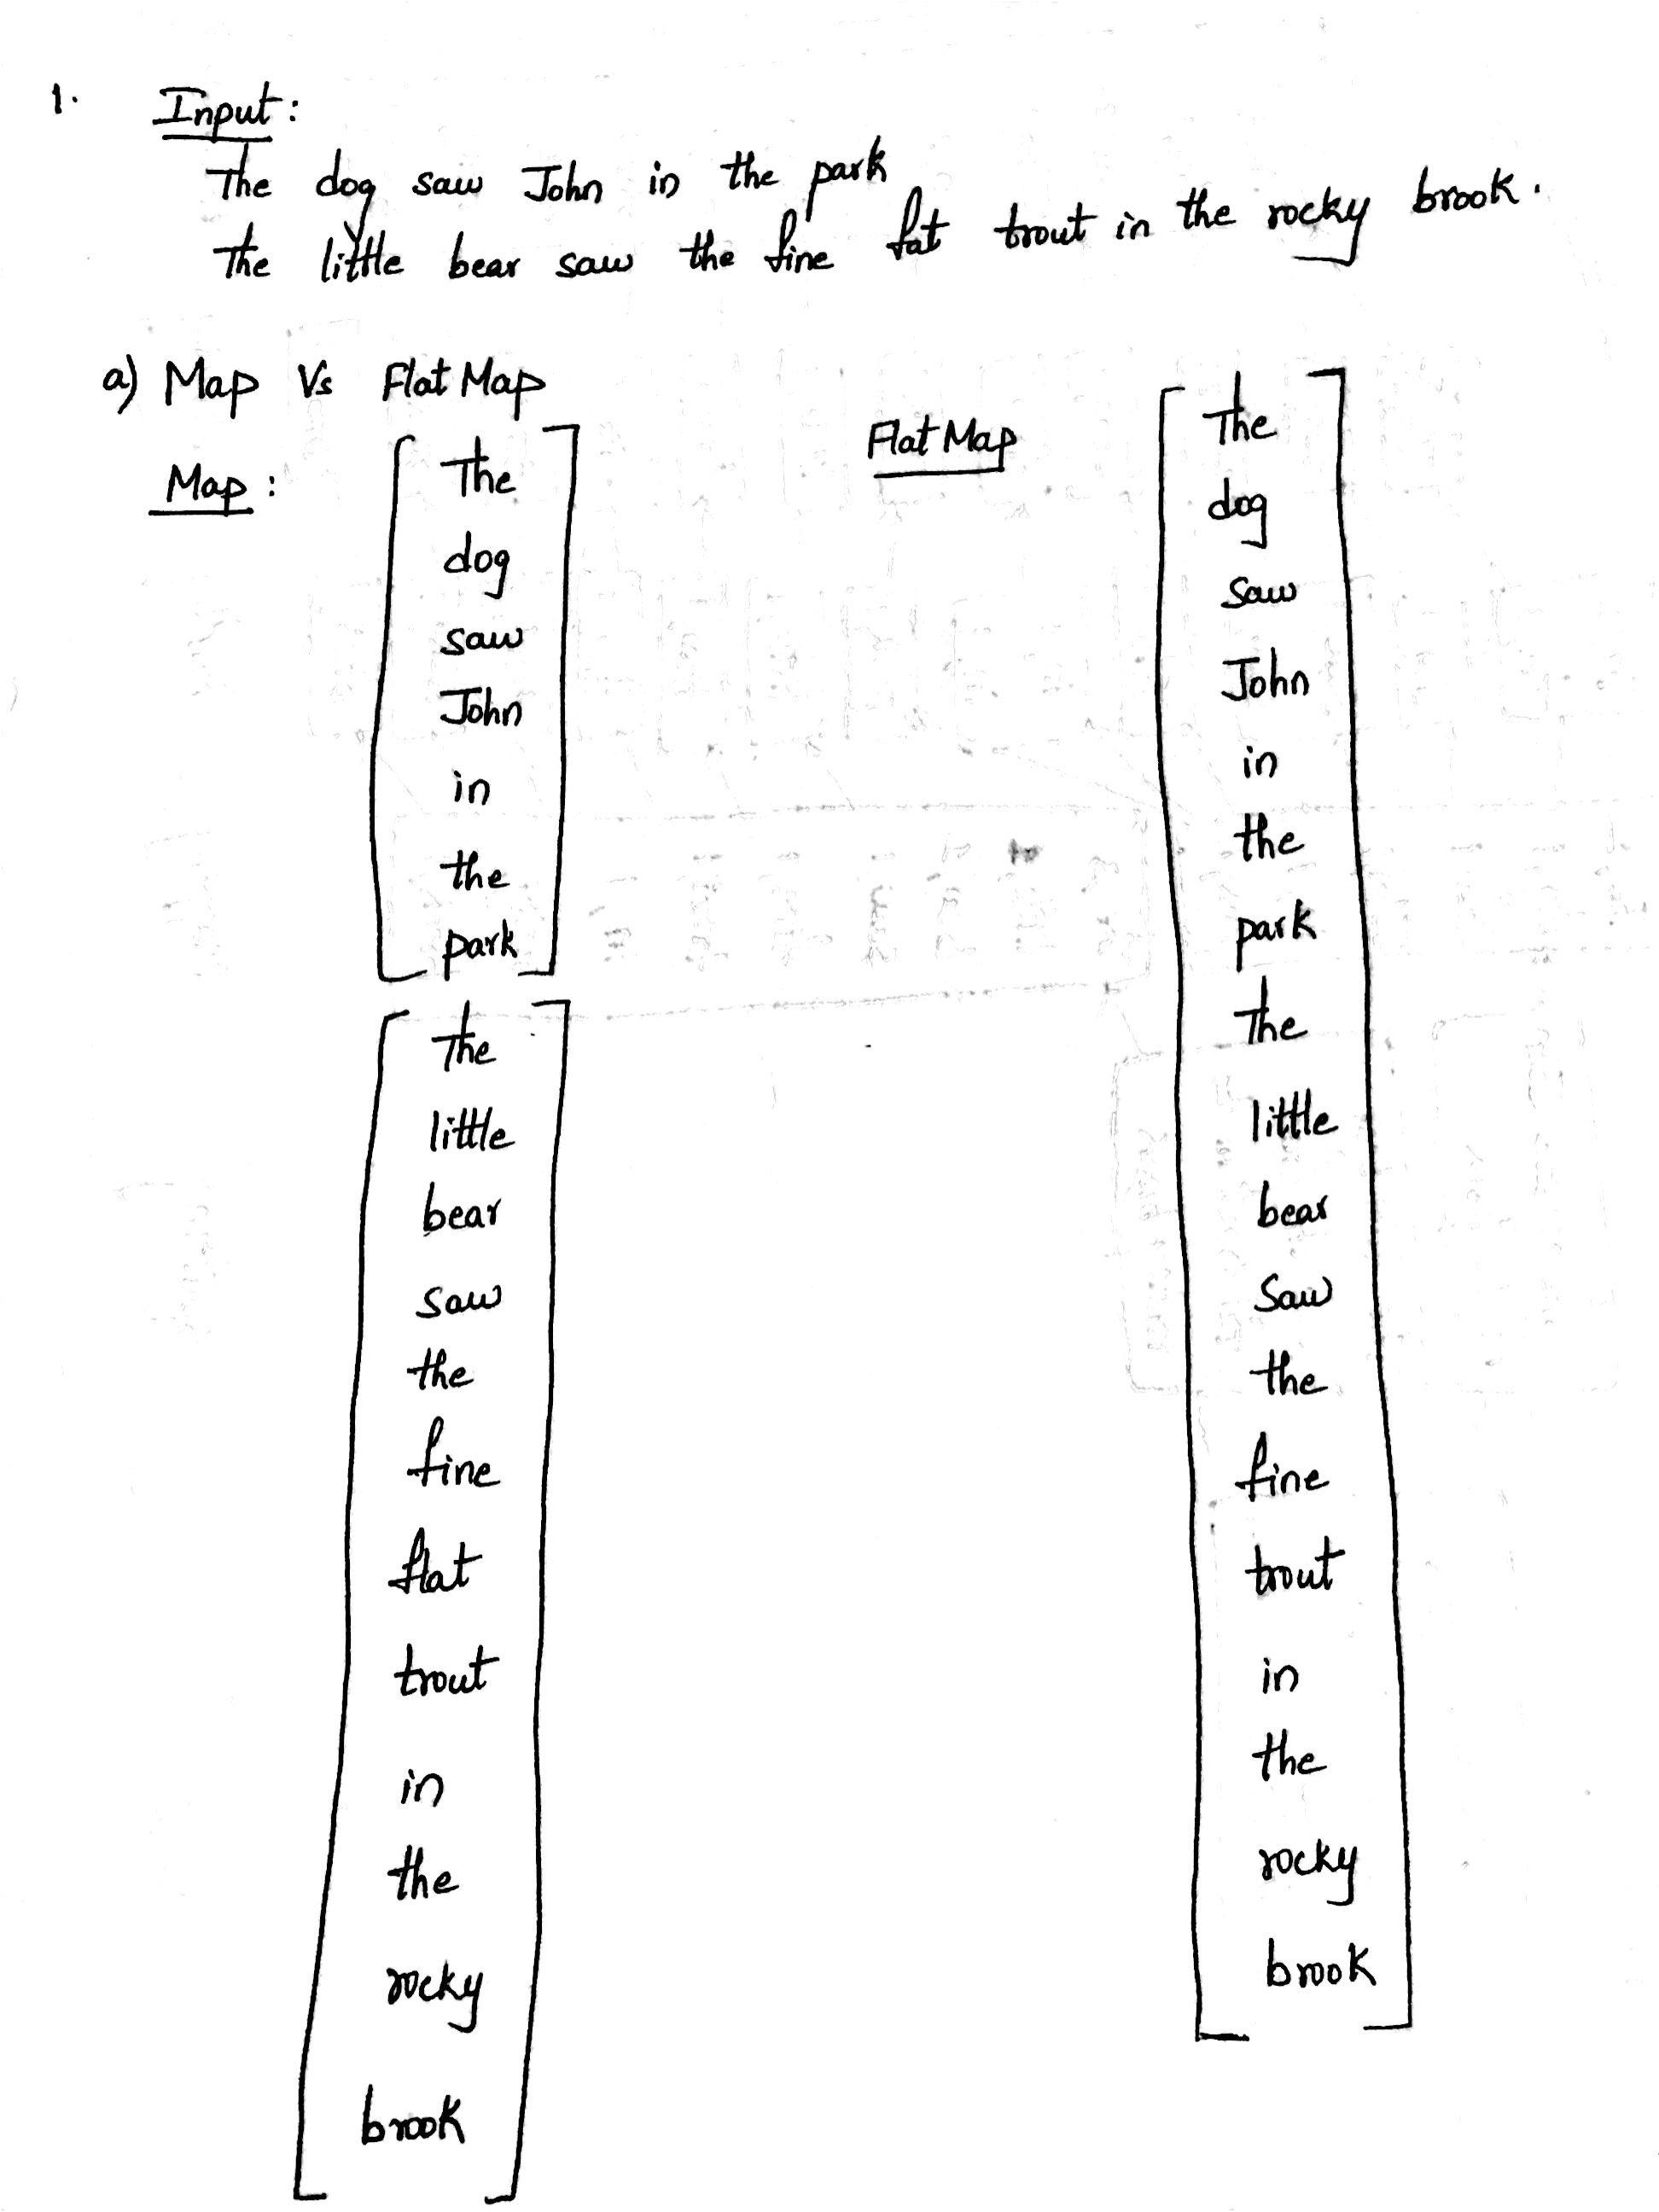 1. Input:
The dog saw John in the park
The little bear saw the fine fat trout in the rocky brook.
a) Map Vs Flat Map
Map:
The
dog
saw
John
in
the
park
The
little
bear
saw
the
fine
flat
trout
in
the
rocky
brook
Flat Map
The
dog
saw
John
in
the
park
The
little
bear
saw
the
fine
trout
in
the
rocky
brook